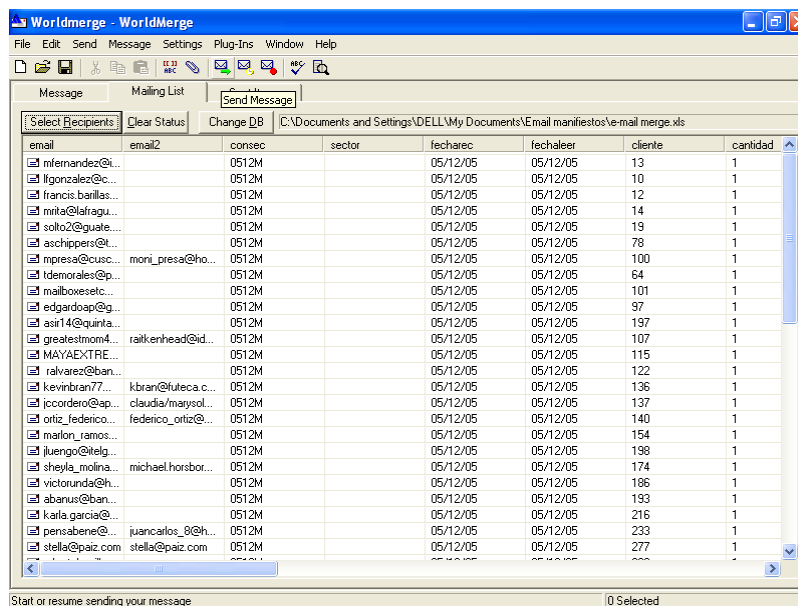 Worldmerge - WorldMerge
File Edit Send Message Settings Plug-Ins Window Help
Message Mailing List
Send Message
Select Recipients Clear Status Change DB C:\Documents and Settings\DELL\My Documents\Email manifiestos\e-mail merge.xls
email email2 consec sector fecharec fechaleer cliente cantidad
mfernandez@i... 0512M 05/12/05 05/12/05 13 1
lfgonzalez@c... 0512M 05/12/05 05/12/05 10 1
francis.barillas... 0512M 05/12/05 05/12/05 12 1
mrita@lafragu... 0512M 05/12/05 05/12/05 14 1
solto2@guate.... 0512M 05/12/05 05/12/05 19 1
aschippers@t... 0512M 05/12/05 05/12/05 78 1
mpresa@cusc... moni_presa@ho... 0512M 05/12/05 05/12/05 100 1
tdemorales@p... 0512M 05/12/05 05/12/05 64 1
mailboxesetc... 0512M 05/12/05 05/12/05 101 1
edgardoap@g... 0512M 05/12/05 05/12/05 97 1
asir14@quinta... 0512M 05/12/05 05/12/05 197 1
greatestmom4... raitkenhead@id... 0512M 05/12/05 05/12/05 107 1
MAYAEXTRE... 0512M 05/12/05 05/12/05 115 1
ralvarez@ban... 0512M 05/12/05 05/12/05 122 1
kevinbran77... kbran@futeca.c... 0512M 05/12/05 05/12/05 136 1
jccordero@ap... claudia/marysol... 0512M 05/12/05 05/12/05 137 1
ortiz_federico... federico_ortiz@... 0512M 05/12/05 05/12/05 140 1
marlon_ramos... 0512M 05/12/05 05/12/05 154 1
jluengo@itelg... 0512M 05/12/05 05/12/05 198 1
sheyla_molina... michael.horsbor... 0512M 05/12/05 05/12/05 174 1
victorunda@h... 0512M 05/12/05 05/12/05 186 1
abanus@ban... 0512M 05/12/05 05/12/05 193 1
karla.garcia@... 0512M 05/12/05 05/12/05 216 1
pensabene@... juancarlos_8@h... 0512M 05/12/05 05/12/05 233 1
stella@paiz.com stella@paiz.com 0512M 05/12/05 05/12/05 277 1
Start or resume sending your message 0 Selected